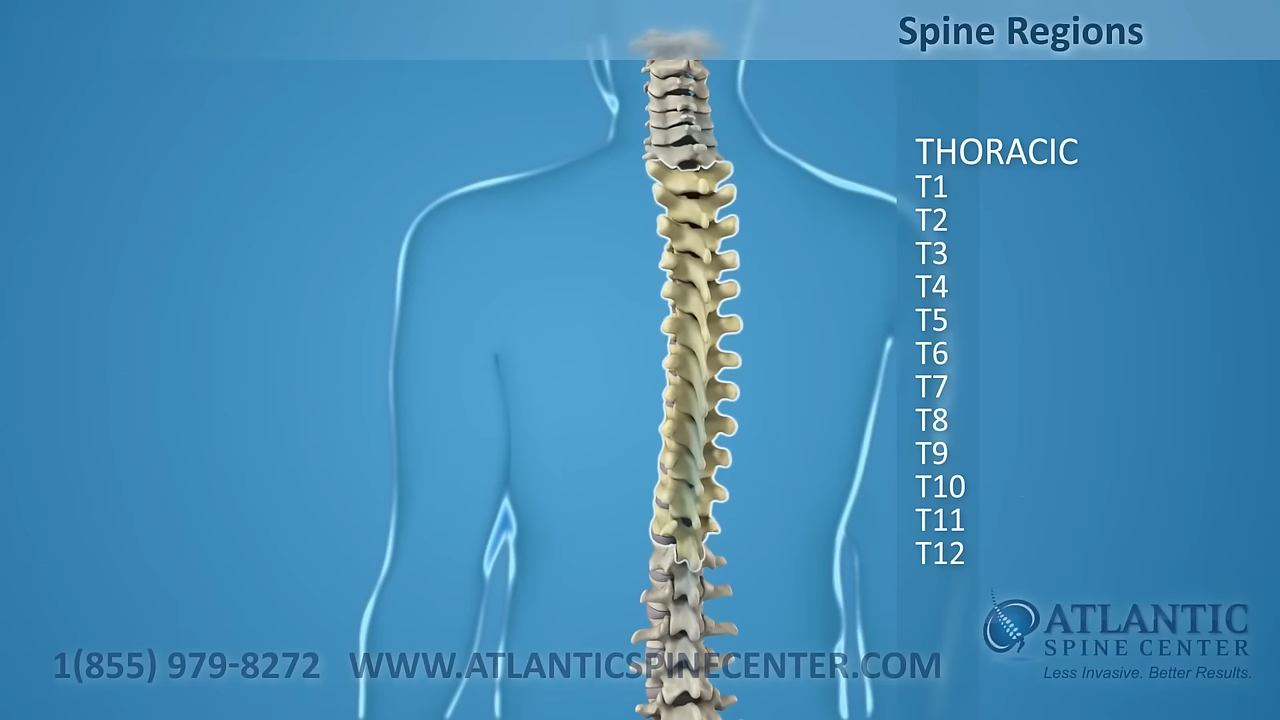 Spine Regions
THORACIC
T1
T2
T3
T4
T5
T6
T7
T8
T9
T10
T11
T12
ATLANTIC
SPINE CENTER
Less Invasive. Better Results.
1(855) 979-8272 WWW.ATLANTICSPINECENTER.COM